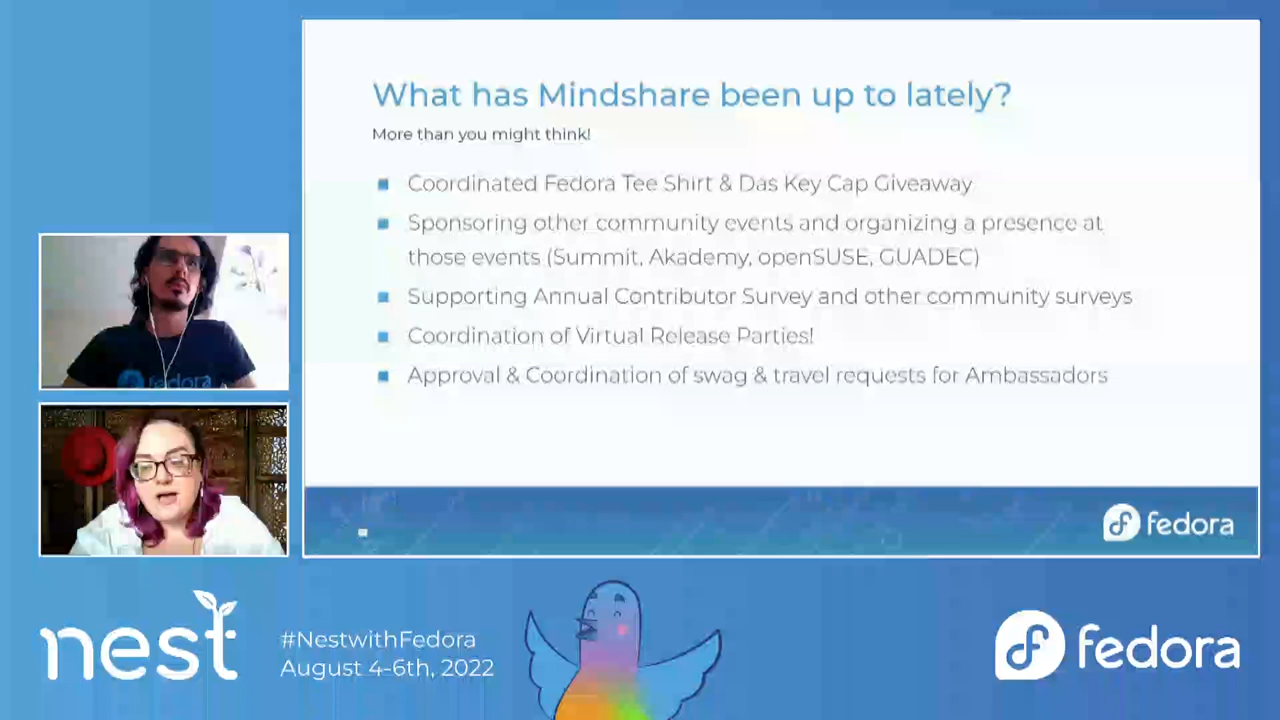 What has Mindshare been up to lately?
More than you might think!
Coordinated Fedora Tee Shirt & Das Key Cap Giveaway
Sponsoring other community events and organizing a presence at
those events (Summit, Akademy, openSUSE, GUADEC)
Supporting Annual Contributor Survey and other community surveys
Coordination of Virtual Release Parties!
Approval & Coordination of swag & travel requests for Ambassadors
fedora
fedora
nest
#NestwithFedora
August 4-6th, 2022
fedora